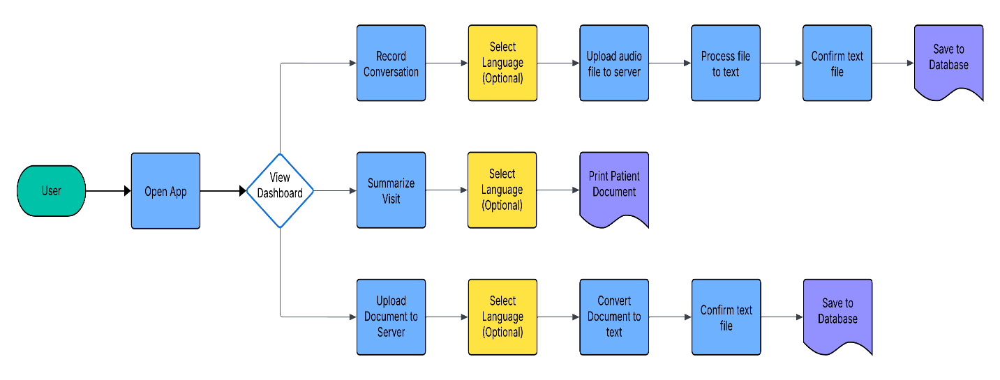 User
Open App
View
Dashboard
Record
Conversation
Select
Language
(Optional)
Upload audio
file to server
Process file
to text
Confirm text
file
Save to
Database
Summarize
Visit
Select
Language
(Optional)
Print Patient
Document
Upload
Document to
Server
Select
Language
(Optional)
Convert
Document to
text
Confirm text
file
Save to
Database